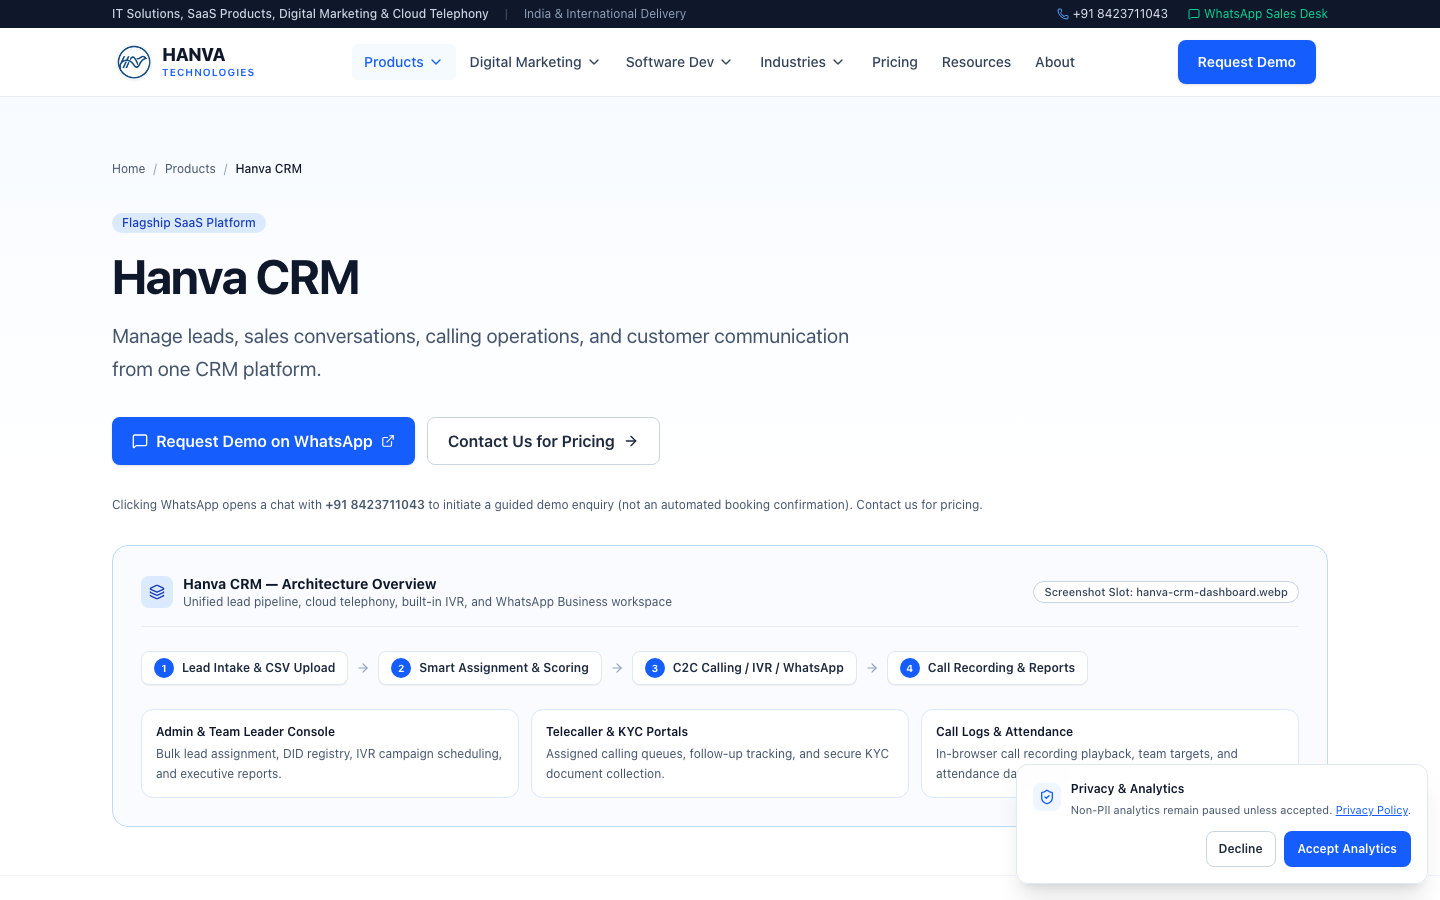 IT Solutions, SaaS Products, Digital Marketing & Cloud Telephony | India & International Delivery
+91 8423711043 WhatsApp Sales Desk
HANVA
TECHNOLOGIES
Products Digital Marketing Software Dev Industries Pricing Resources About
Request Demo
Home / Products / Hanva CRM
Flagship SaaS Platform
Hanva CRM
Manage leads, sales conversations, calling operations, and customer communication
from one CRM platform.
Request Demo on WhatsApp
Contact Us for Pricing
Clicking WhatsApp opens a chat with +91 8423711043 to initiate a guided demo enquiry (not an automated booking confirmation). Contact us for pricing.
Hanva CRM — Architecture Overview
Unified lead pipeline, cloud telephony, built-in IVR, and WhatsApp Business workspace
Screenshot Slot: hanva-crm-dashboard.webp
1 Lead Intake & CSV Upload
2 Smart Assignment & Scoring
3 C2C Calling / IVR / WhatsApp
4 Call Recording & Reports
Admin & Team Leader Console
Bulk lead assignment, DID registry, IVR campaign scheduling,
and executive reports.
Telecaller & KYC Portals
Assigned calling queues, follow-up tracking, and secure KYC
document collection.
Call Logs & Attendance
In-browser call recording playback, team targets, and
attendance
Privacy & Analytics
Non-PII analytics remain paused unless accepted. Privacy Policy.
Decline
Accept Analytics